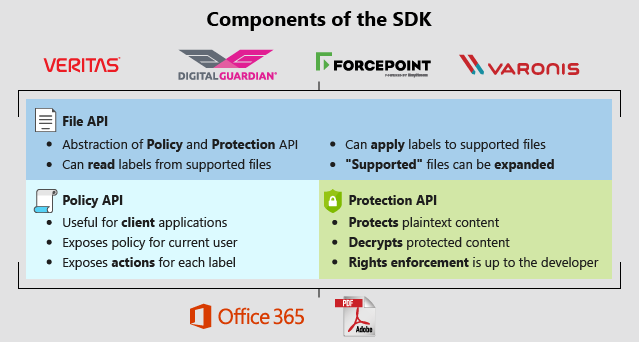 Components of the SDK
VERITAS
DIGITALGUARDIAN
FORCEPOINT
POWERED BY Raytheon
VARONIS
File API
• Abstraction of Policy and Protection API
• Can read labels from supported files
• Can apply labels to supported files
• "Supported" files can be expanded
Policy API
• Useful for client applications
• Exposes policy for current user
• Exposes actions for each label
Protection API
• Protects plaintext content
• Decrypts protected content
• Rights enforcement is up to the developer
Office 365
PDF
Adobe